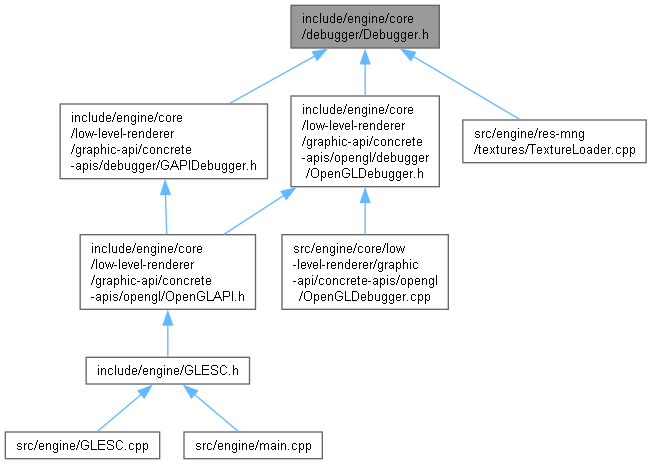 include/engine/core
/debugger/Debugger.h
include/engine/core
/low-level-renderer
/graphic-api/concrete
-apis/debugger/GAPIDebugger.h
include/engine/core
/low-level-renderer
/graphic-api/concrete
-apis/opengl/debugger
/OpenGLDebugger.h
src/engine/res-mng
/textures/TextureLoader.cpp
include/engine/core
/low-level-renderer
/graphic-api/concrete
-apis/opengl/OpenGLAPI.h
src/engine/core/low
-level-renderer/graphic
-api/concrete-apis/opengl
/OpenGLDebugger.cpp
include/engine/GLESC.h
src/engine/GLESC.cpp
src/engine/main.cpp